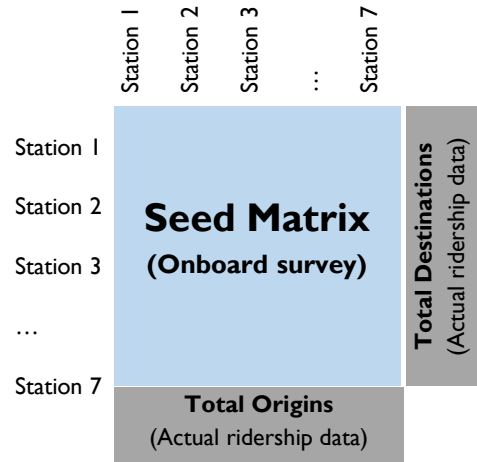 Station 1
Station 2
Station 3
…
Station 7
Station 1
Station 2
Station 3
…
Station 7
Seed Matrix
(Onboard survey)
Total Destinations
(Actual ridership data)
Total Origins
(Actual ridership data)